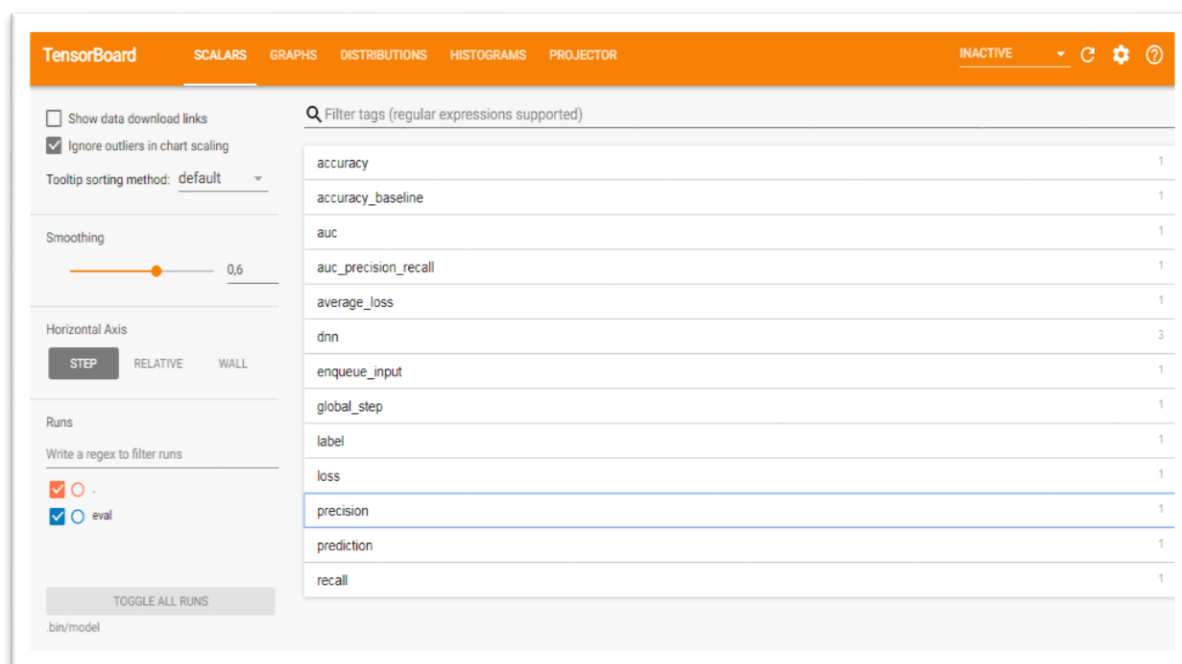 TensorBoard SCALARS GRAPHS DISTRIBUTIONS HISTOGRAMS PROJECTOR INACTIVE
Show data download links
Ignore outliers in chart scaling
Tooltip sorting method: default
Smoothing
0,6
Horizontal Axis
STEP RELATIVE WALL
Runs
Write a regex to filter runs
.
eval
TOGGLE ALL RUNS
.bin/model
Filter tags (regular expressions supported)
accuracy 1
accuracy_baseline 1
auc 1
auc_precision_recall 1
average_loss 1
dnn 3
enqueue_input 1
global_step 1
label 1
loss 1
precision 1
prediction 1
recall 1